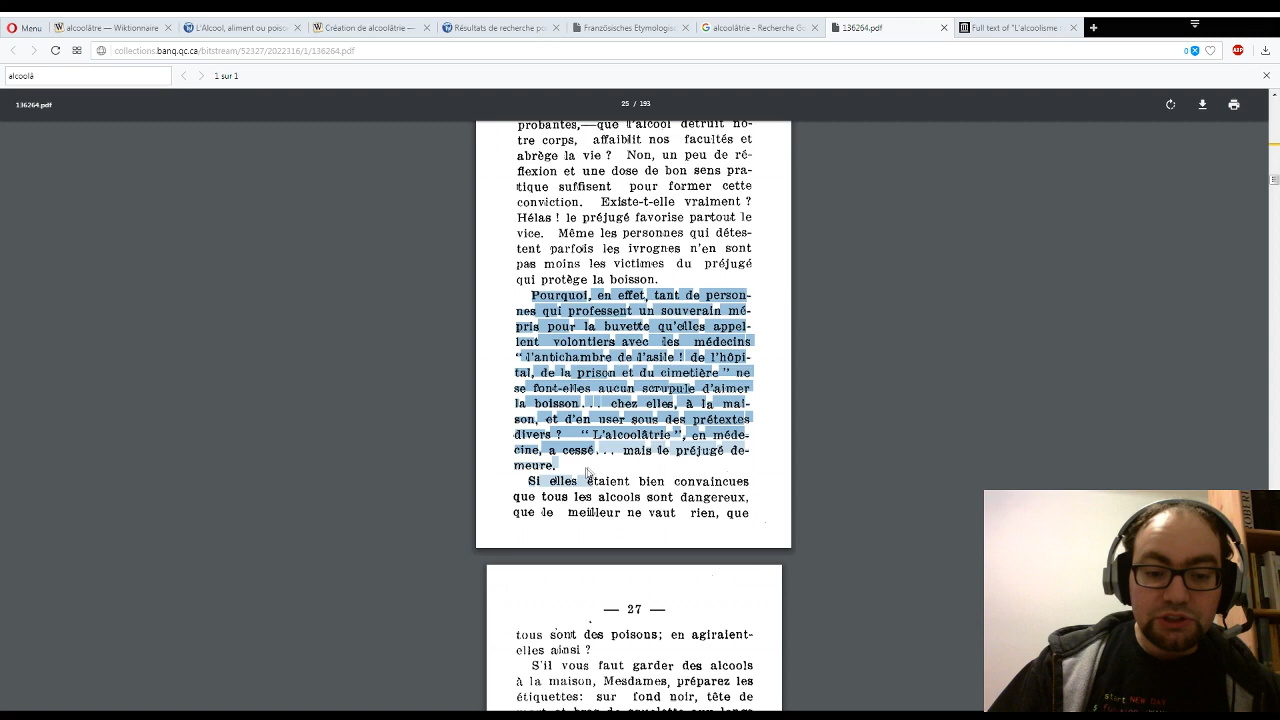 Menu
alcoolâtre — Wiktionnaire
L'Alcool, aliment ou poiso
Création de alcoolâtrie —
Résultats de recherche po
Französisches Etymologis
alcoolâtrie - Recherche Go
136264.pdf
Full text of "L'alcoolisme
collections.banq.qc.ca/bitstream/52327/2022316/1/136264.pdf
0
ABP
alcoolâ
1 sur 1
136264.pdf
25 / 193
probantes,—que l'alcool détruit no-
tre corps, affaiblit nos facultés et
abrège la vie ? Non, un peu de ré-
flexion et une dose de bon sens pra-
tique suffisent pour former cette
conviction. Existe-t-elle vraiment ?
Hélas ! le préjugé favorise partout le
vice. Même les personnes qui détes-
tent parfois les ivrognes n'en sont
pas moins les victimes du préjugé
qui protège la boisson.
Pourquoi, en effet, tant de person-
nes qui professent un souverain mé-
pris pour la buvette qu'elles appel-
lent volontiers avec les médecins
“ l'antichambre de l'asile ! de l'hôpi-
tal, de la prison et du cimetière ” ne
se font-elles aucun scrupule d'aimer
la boisson... chez elles, à la mai-
son, et d'en user sous des prétextes
divers ? “ L'alcoolâtrie ”, en méde-
cine, a cessé... mais le préjugé de-
meure.
Si elles étaient bien convaincues
que tous les alcools sont dangereux,
que le meilleur ne vaut rien, que
— 27 —
tous sont des poisons; en agiraient-
elles ainsi ?
S'il vous faut garder des alcools
à la maison, Mesdames, préparez les
étiquettes: sur fond noir, tête de
start NEW DAY